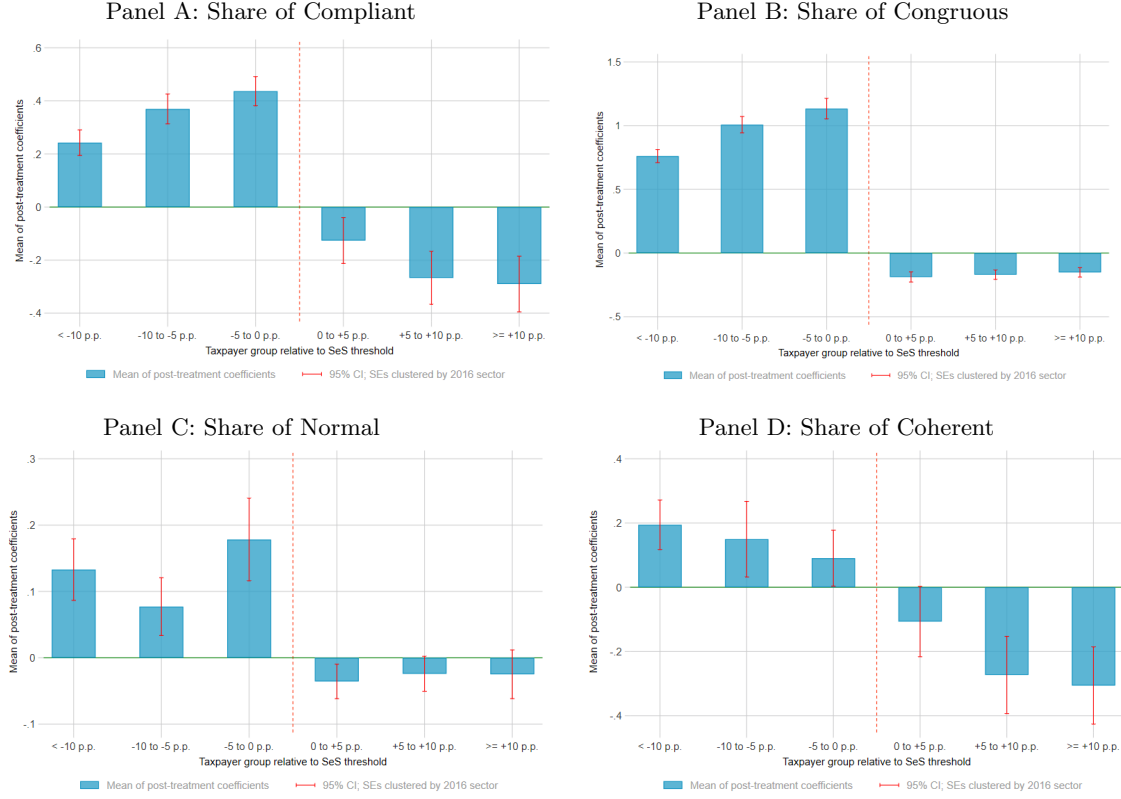 Panel A: Share of Compliant
Mean of post-treatment coefficients
.6
.4
.2
0
-.2
-.4
< -10 p.p.
-10 to -5 p.p.
-5 to 0 p.p.
0 to +5 p.p.
+5 to +10 p.p.
>= +10 p.p.
Taxpayer group relative to SeS threshold
Mean of post-treatment coefficients
95% CI; SEs clustered by 2016 sector
Panel B: Share of Congruous
Mean of post-treatment coefficients
1.5
1
.5
0
-.5
< -10 p.p.
-10 to -5 p.p.
-5 to 0 p.p.
0 to +5 p.p.
+5 to +10 p.p.
>= +10 p.p.
Taxpayer group relative to SeS threshold
Mean of post-treatment coefficients
95% CI; SEs clustered by 2016 sector
Panel C: Share of Normal
Mean of post-treatment coefficients
.3
.2
.1
0
-.1
< -10 p.p.
-10 to -5 p.p.
-5 to 0 p.p.
0 to +5 p.p.
+5 to +10 p.p.
>= +10 p.p.
Taxpayer group relative to SeS threshold
Mean of post-treatment coefficients
95% CI; SEs clustered by 2016 sector
Panel D: Share of Coherent
Mean of post-treatment coefficients
.4
.2
0
-.2
-.4
< -10 p.p.
-10 to -5 p.p.
-5 to 0 p.p.
0 to +5 p.p.
+5 to +10 p.p.
>= +10 p.p.
Taxpayer group relative to SeS threshold
Mean of post-treatment coefficients
95% CI; SEs clustered by 2016 sector